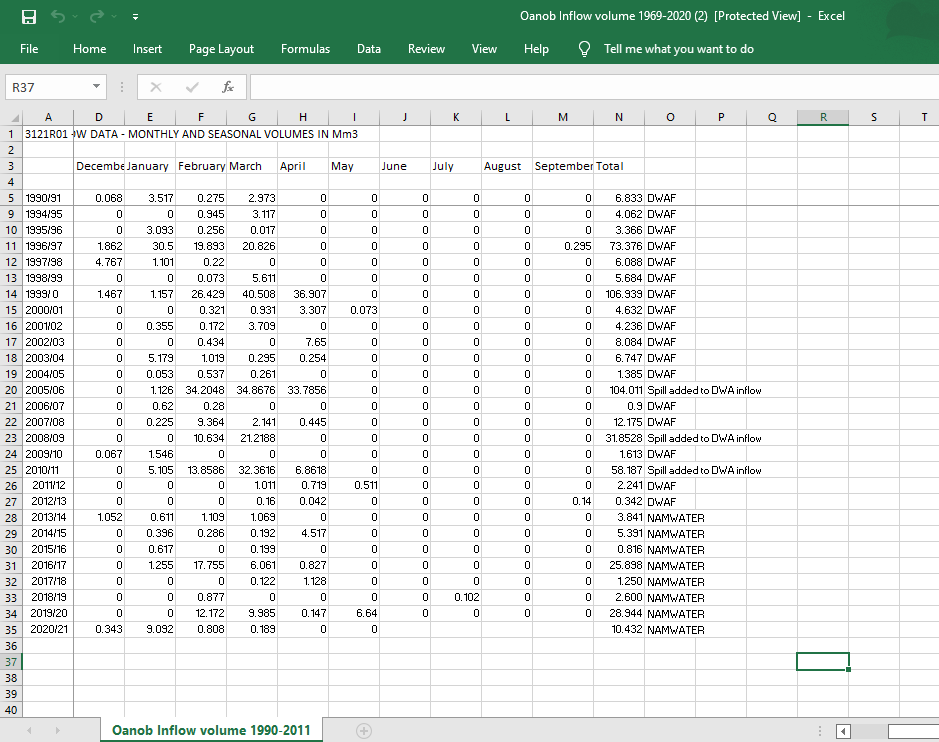 Oanob Inflow volume 1969-2020 (2) [Protected View] - Excel
File Home Insert Page Layout Formulas Data Review View Help Tell me what you want to do
R37 fx
A D E F G H I J K L M N O P Q R S T
1 3121R01 OW DATA - MONTHLY AND SEASONAL VOLUMES IN Mm3
2
3 Decembe January February March April May June July August September Total
4
5 1990/91 0.068 3.517 0.275 2.973 0 0 0 0 0 0 6.833 DWAF
9 1994/95 0 0 0.945 3.117 0 0 0 0 0 0 4.062 DWAF
10 1995/96 0 3.093 0.256 0.017 0 0 0 0 0 0 3.366 DWAF
11 1996/97 1.862 30.5 19.893 20.826 0 0 0 0 0 0.295 73.376 DWAF
12 1997/98 4.767 1.101 0.22 0 0 0 0 0 0 0 6.088 DWAF
13 1998/99 0 0 0.073 5.611 0 0 0 0 0 0 5.684 DWAF
14 1999/ 0 1.467 1.157 26.429 40.508 36.907 0 0 0 0 0 106.939 DWAF
15 2000/01 0 0 0.321 0.931 3.307 0.073 0 0 0 0 4.632 DWAF
16 2001/02 0 0.355 0.172 3.709 0 0 0 0 0 0 4.236 DWAF
17 2002/03 0 0 0.434 0 7.65 0 0 0 0 0 8.084 DWAF
18 2003/04 0 5.179 1.019 0.295 0.254 0 0 0 0 0 6.747 DWAF
19 2004/05 0 0.053 0.537 0.261 0 0 0 0 0 0 1.385 DWAF
20 2005/06 0 1.126 34.2048 34.8676 33.7856 0 0 0 0 0 104.011 Spill added to DWA inflow
21 2006/07 0 0.62 0.28 0 0 0 0 0 0 0 0.9 DWAF
22 2007/08 0 0.225 9.364 2.141 0.445 0 0 0 0 0 12.175 DWAF
23 2008/09 0 0 10.634 21.2188 0 0 0 0 0 0 31.8528 Spill added to DWA inflow
24 2009/10 0.067 1.546 0 0 0 0 0 0 0 0 1.613 DWAF
25 2010/11 0 5.105 13.8586 32.3616 6.8618 0 0 0 0 0 58.187 Spill added to DWA inflow
26 2011/12 0 0 0 1.011 0.719 0.511 0 0 0 0 2.241 DWAF
27 2012/13 0 0 0 0.16 0.042 0 0 0 0 0.14 0.342 DWAF
28 2013/14 1.052 0.611 1.109 1.069 0 0 0 0 0 0 3.841 NAMWATER
29 2014/15 0 0.396 0.286 0.192 4.517 0 0 0 0 0 5.391 NAMWATER
30 2015/16 0 0.617 0 0.199 0 0 0 0 0 0 0.816 NAMWATER
31 2016/17 0 1.255 17.755 6.061 0.827 0 0 0 0 0 25.898 NAMWATER
32 2017/18 0 0 0 0.122 1.128 0 0 0 0 0 1.250 NAMWATER
33 2018/19 0 0 0.877 0 0 0 0 0.102 0 0 2.600 NAMWATER
34 2019/20 0 0 12.172 9.985 0.147 6.64 0 0 0 0 28.944 NAMWATER
35 2020/21 0.343 9.092 0.808 0.189 0 0 10.432 NAMWATER
36
37
38
39
40
Oanob Inflow volume 1990-2011